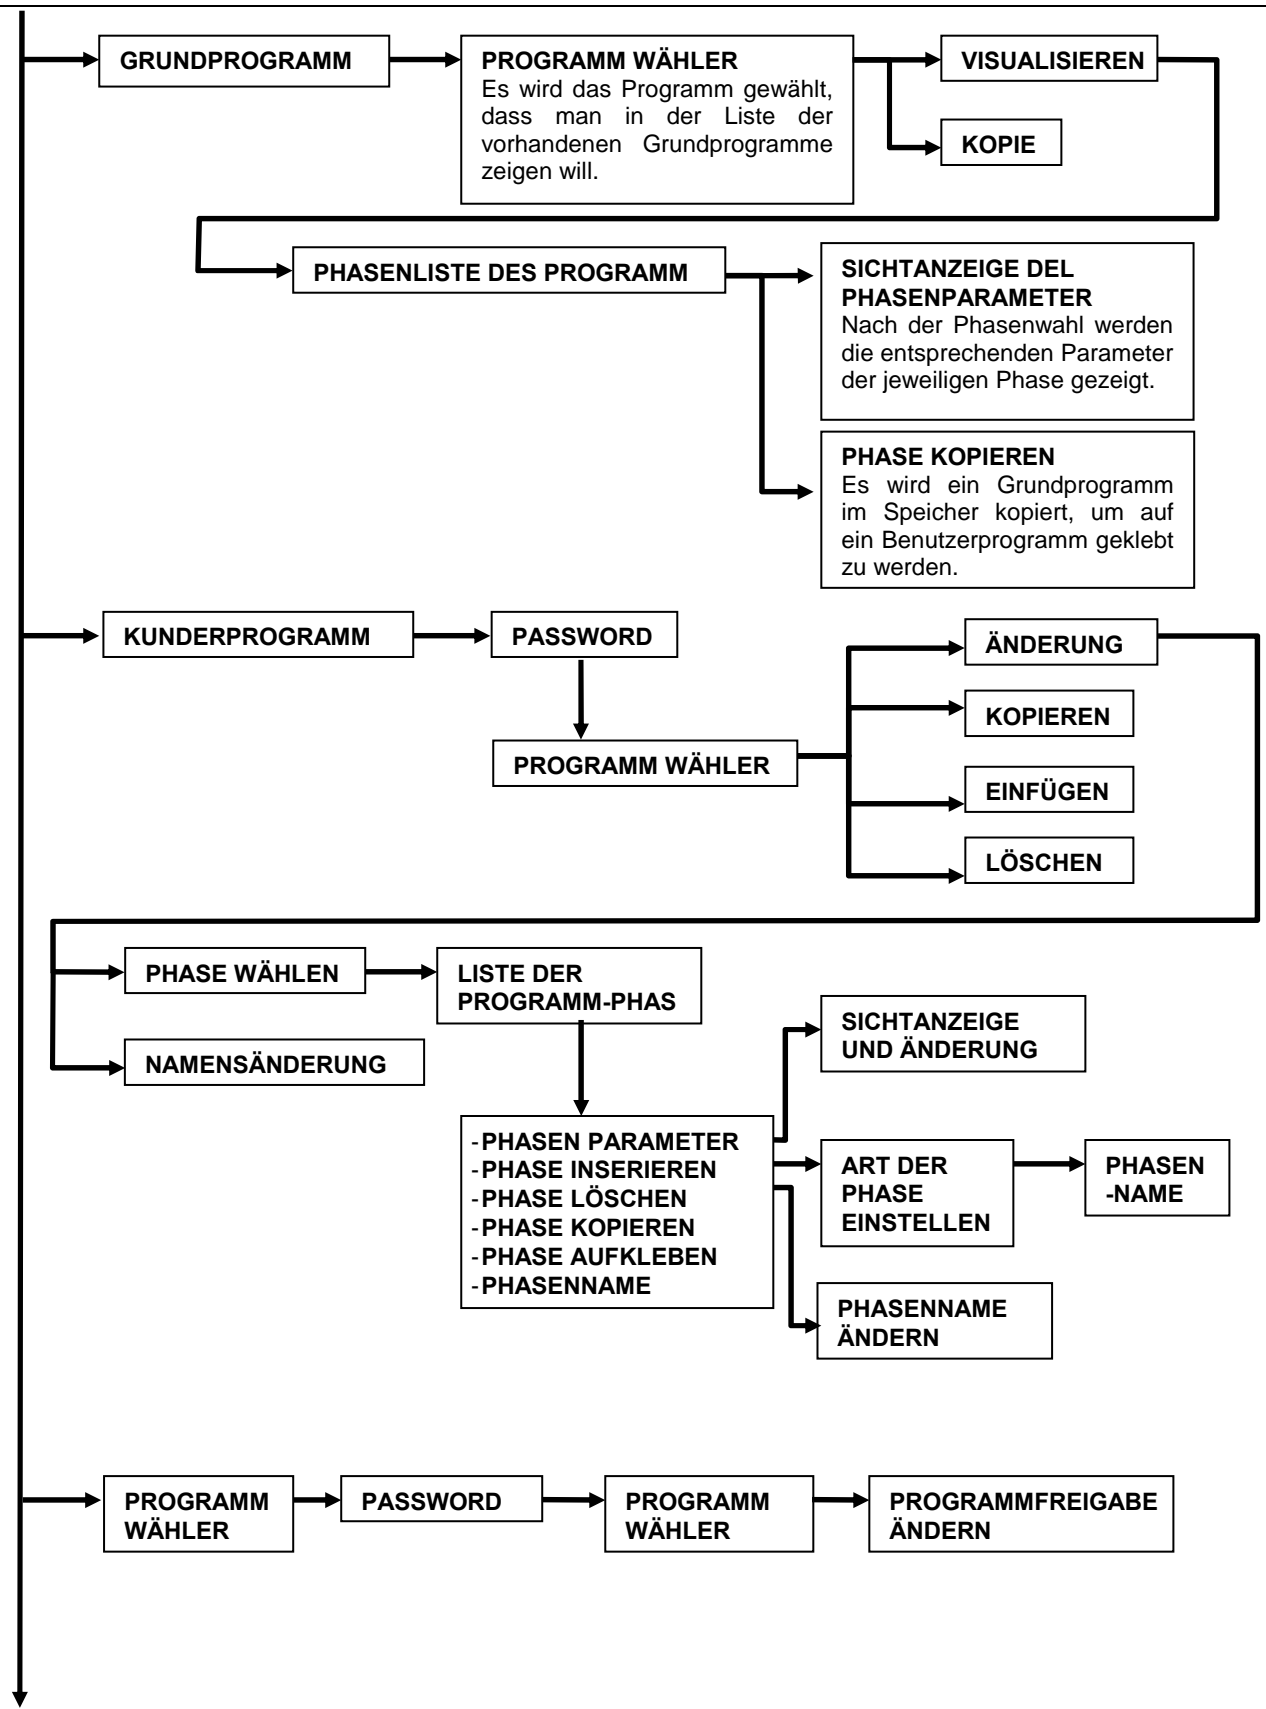 GRUNDPROGRAMM
PROGRAMM WÄHLER
Es wird das Programm gewählt,
dass man in der Liste der
vorhandenen Grundprogramme
zeigen will.
VISUALISIEREN
KOPIE
PHASENLISTE DES PROGRAMM
SICHTANZEIGE DEL
PHASENPARAMETER
Nach der Phasenwahl werden
die entsprechenden Parameter
der jeweiligen Phase gezeigt.
PHASE KOPIEREN
Es wird ein Grundprogramm
im Speicher kopiert, um auf
ein Benutzerprogramm geklebt
zu werden.
KUNDERPROGRAMM
PASSWORD
PROGRAMM WÄHLER
ÄNDERUNG
KOPIEREN
EINFÜGEN
LÖSCHEN
PHASE WÄHLEN
LISTE DER
PROGRAMM-PHAS
NAMENSÄNDERUNG
SICHTANZEIGE
UND ÄNDERUNG
-PHASEN PARAMETER
-PHASE INSERIEREN
-PHASE LÖSCHEN
-PHASE KOPIEREN
-PHASE AUFKLEBEN
-PHASENNAME
ART DER
PHASE
EINSTELLEN
PHASEN
-NAME
PHASENNAME
ÄNDERN
PROGRAMM
WÄHLER
PASSWORD
PROGRAMM
WÄHLER
PROGRAMMFREIGABE
ÄNDERN